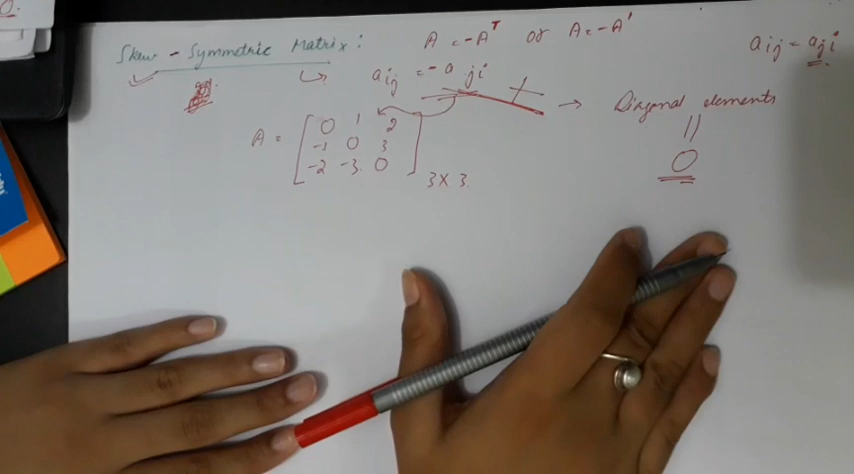 Skew - Symmetric Matrix: A = -Aᵀ or A = -A'
aij = aji
aij = -a ji
→ Diagonal elements
||
0
A = [ 0 1 2
-1 0 3
-2 -3 0 ] 3×3